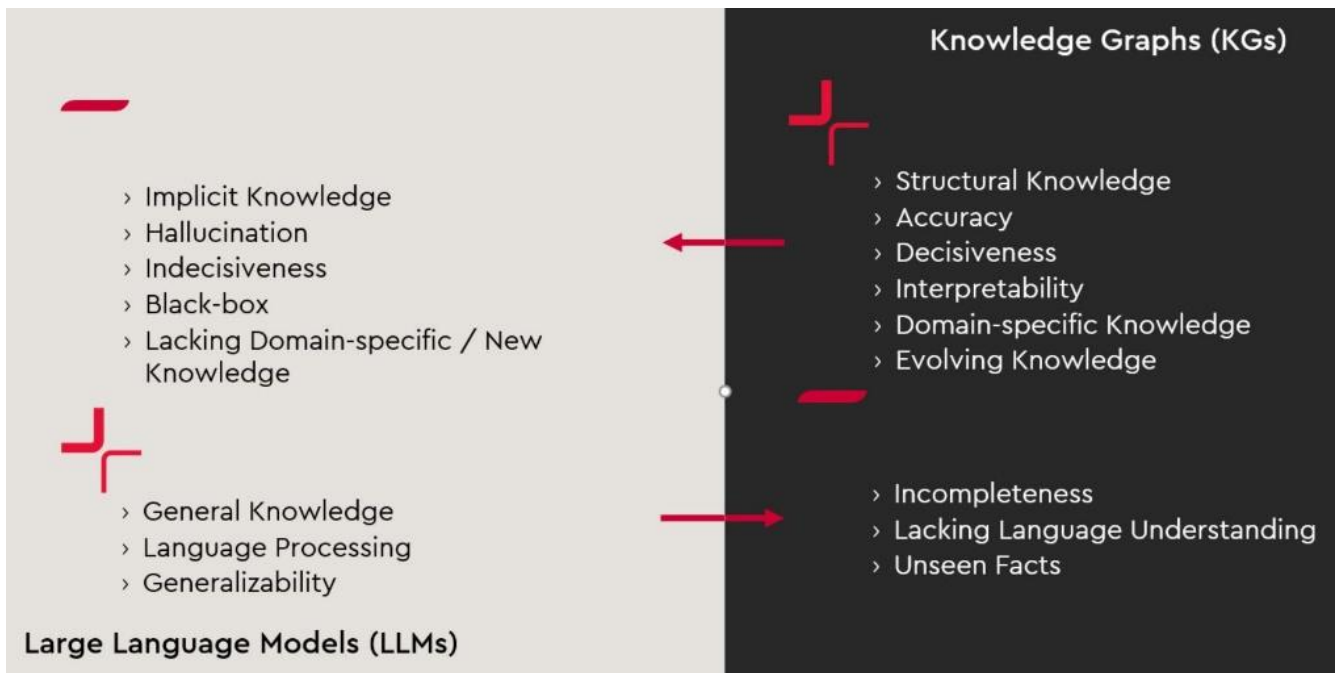 Knowledge Graphs (KGs)
› Implicit Knowledge
› Hallucination
› Indecisiveness
› Black-box
› Lacking Domain-specific / New
Knowledge
› General Knowledge
› Language Processing
› Generalizability
Large Language Models (LLMs)
› Structural Knowledge
› Accuracy
› Decisiveness
› Interpretability
› Domain-specific Knowledge
› Evolving Knowledge
› Incompleteness
› Lacking Language Understanding
› Unseen Facts